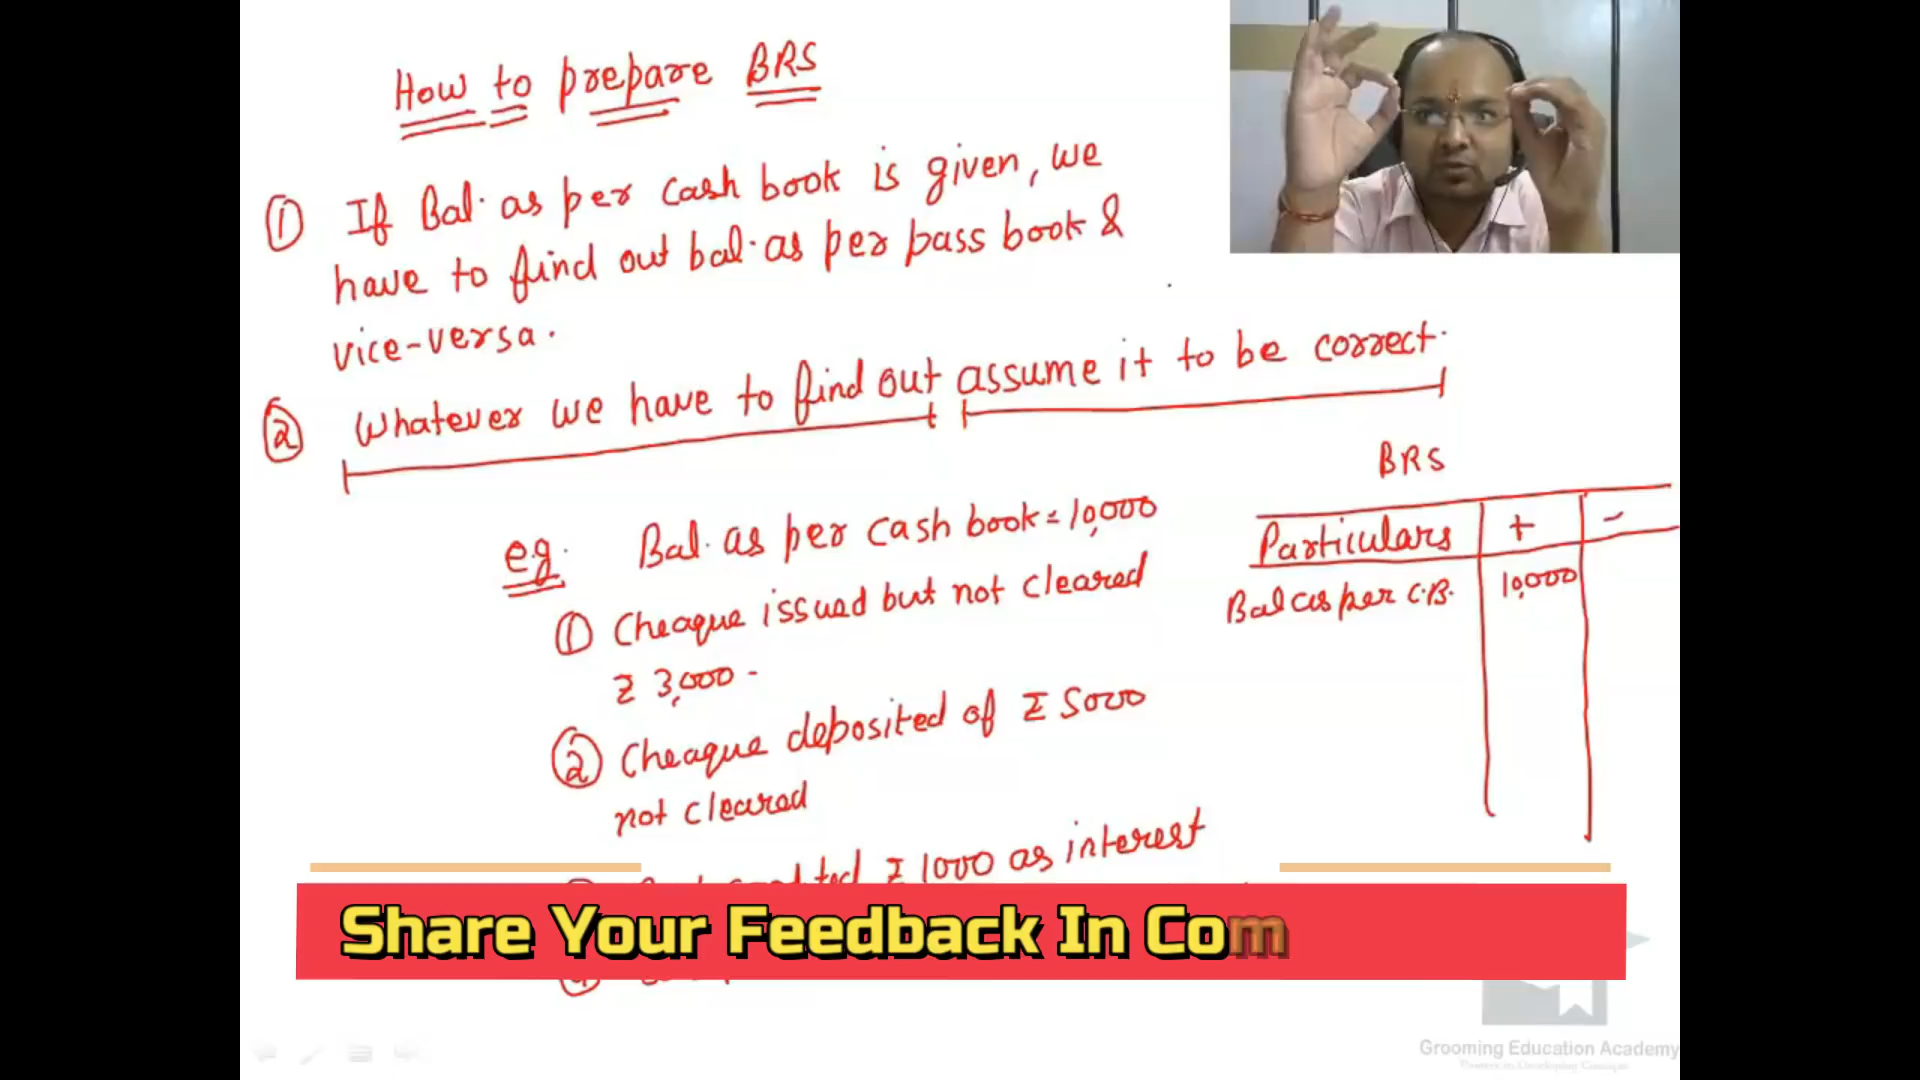 How to prepare BRS
① If Bal. as per cash book is given, we
have to find out bal. as per pass book &
vice-versa.
② Whatever we have to find out assume it to be correct.
e.g. Bal. as per cash book = 10,000
① Cheaque issued but not cleared
₹ 3,000 -
② Cheaque deposited of ₹ 5000
not cleared
₹ 1000 as interest
BRS
Particulars + -
Bal as per C.B. 10,000
Share Your Feedback In Com
Grooming Education Academy